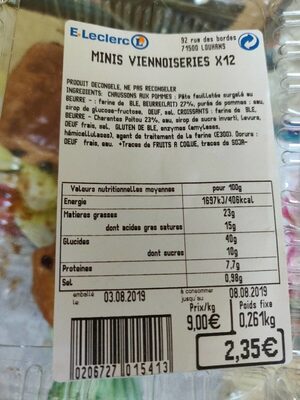 E.Leclerc L
92 rue des bordes
71500 LOUHANS
MINIS VIENNOISERIES X12
PRODUIT DECONGELE, NE PAS RECONGELER
INGREDIENTS: CHAUSSONS AUX POMMES : Pâte feuilletée surgelé au
BEURRE - : farine de BLE, BEURRE(LAIT) 27%, purée de pommes : eau,
sirop de glucose-fructose, OEUF, sel, CROISSANTS : farine de BLE,
BEURRE - Charentes Poitou 23%, eau, sirop de sucre inverti, levure,
OEUF frais, sel, GLUTEN DE BLE, enzymes (amylases,
hémicellulases), agent de traitement de la farine (E300). Dorure :
OEUF frais, eau. +Traces de FRUITS A COQUE, traces de SOJA-
Valeurs nutritionnelles moyennes pour 100g
Energie 1697kJ/406kcal
Matieres grasses 23g
dont acides gras satures 15g
Glucides 40g
dont sucres 10g
Proteines 7.7g
Sel 0,98g
emballé le 03.08.2019
à consommer jusqu'au 08.08.2019
Prix/kg Poids fixe
9,00€ 0,261kg
2,35€
0206727 015413